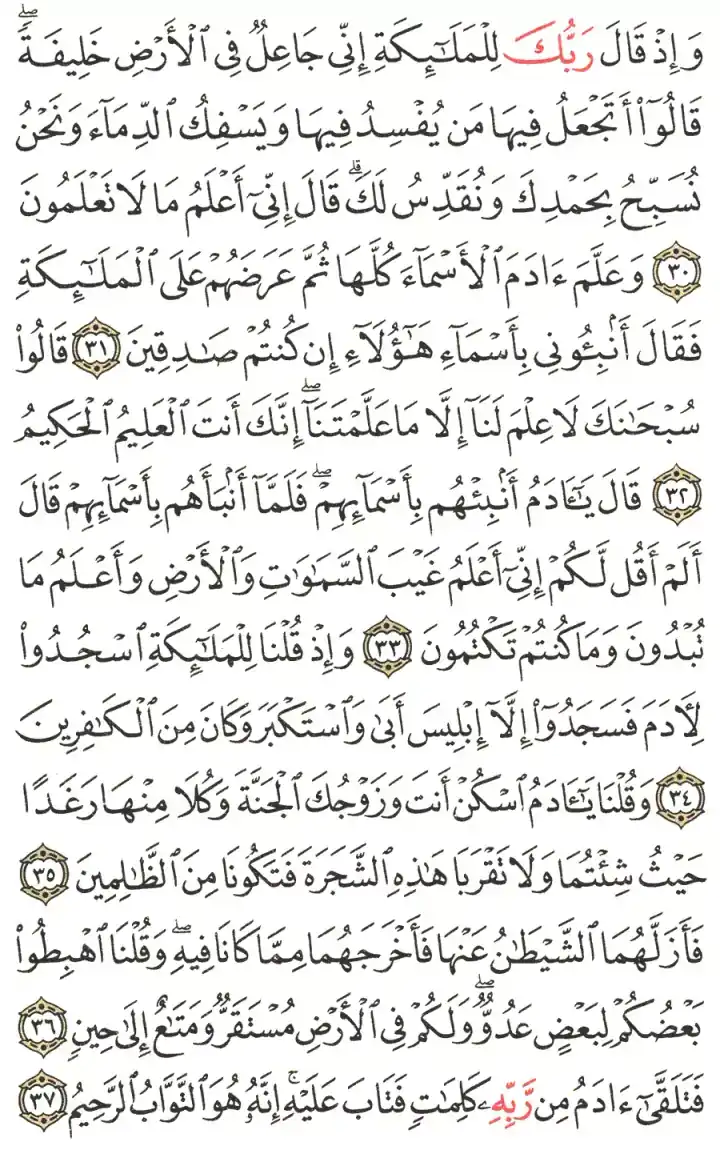 وَإِذْ قَالَ رَبُّكَ لِلْمَلَٰٓئِكَةِ إِنِّى جَاعِلٌ فِى ٱلْأَرْضِ خَلِيفَةً ۖ
قَالُوٓا۟ أَتَجْعَلُ فِيهَا مَن يُفْسِدُ فِيهَا وَيَسْفِكُ ٱلدِّمَآءَ وَنَحْنُ
نُسَبِّحُ بِحَمْدِكَ وَنُقَدِّسُ لَكَ ۖ قَالَ إِنِّىٓ أَعْلَمُ مَا لَا تَعْلَمُونَ
٣٠ وَعَلَّمَ ءَادَمَ ٱلْأَسْمَآءَ كُلَّهَا ثُمَّ عَرَضَهُمْ عَلَى ٱلْمَلَٰٓئِكَةِ
فَقَالَ أَنۢبِـُٔونِى بِأَسْمَآءِ هَٰٓؤُلَآءِ إِن كُنتُمْ صَٰدِقِينَ ٣١ قَالُوا۟
سُبْحَٰنَكَ لَا عِلْمَ لَنَآ إِلَّا مَا عَلَّمْتَنَآ ۖ إِنَّكَ أَنتَ ٱلْعَلِيمُ ٱلْحَكِيمُ
٣٢ قَالَ يَٰٓـَٔادَمُ أَنۢبِئْهُم بِأَسْمَآئِهِمْ ۖ فَلَمَّآ أَنۢبَأَهُم بِأَسْمَآئِهِمْ قَالَ
أَلَمْ أَقُل لَّكُمْ إِنِّىٓ أَعْلَمُ غَيْبَ ٱلسَّمَٰوَٰتِ وَٱلْأَرْضِ وَأَعْلَمُ مَا
تُبْدُونَ وَمَا كُنتُمْ تَكْتُمُونَ ٣٣ وَإِذْ قُلْنَا لِلْمَلَٰٓئِكَةِ ٱسْجُدُوا۟
لِـَٔادَمَ فَسَجَدُوٓا۟ إِلَّآ إِبْلِيسَ أَبَىٰ وَٱسْتَكْبَرَ وَكَانَ مِنَ ٱلْكَٰفِرِينَ
٣٤ وَقُلْنَا يَٰٓـَٔادَمُ ٱسْكُنْ أَنتَ وَزَوْجُكَ ٱلْجَنَّةَ وَكُلَا مِنْهَا رَغَدًا
حَيْثُ شِئْتُمَا وَلَا تَقْرَبَا هَٰذِهِ ٱلشَّجَرَةَ فَتَكُونَا مِنَ ٱلظَّٰلِمِينَ ٣٥
فَأَزَلَّهُمَا ٱلشَّيْطَٰنُ عَنْهَا فَأَخْرَجَهُمَا مِمَّا كَانَا فِيهِ ۖ وَقُلْنَا ٱهْبِطُوا۟
بَعْضُكُمْ لِبَعْضٍ عَدُوٌّ ۖ وَلَكُمْ فِى ٱلْأَرْضِ مُسْتَقَرٌّ وَمَتَٰعٌ إِلَىٰ حِينٍ ٣٦
فَتَلَقَّىٰٓ ءَادَمُ مِن رَّبِّهِۦ كَلِمَٰتٍ فَتَابَ عَلَيْهِ ۚ إِنَّهُۥ هُوَ ٱلتَّوَّابُ ٱلرَّحِيمُ ٣٧